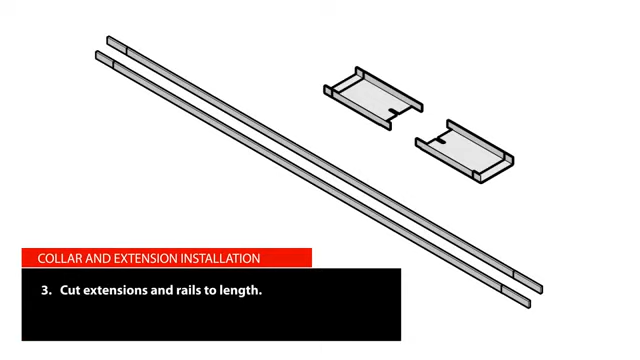 COLLAR AND EXTENSION INSTALLATION
3. Cut extensions and rails to length.